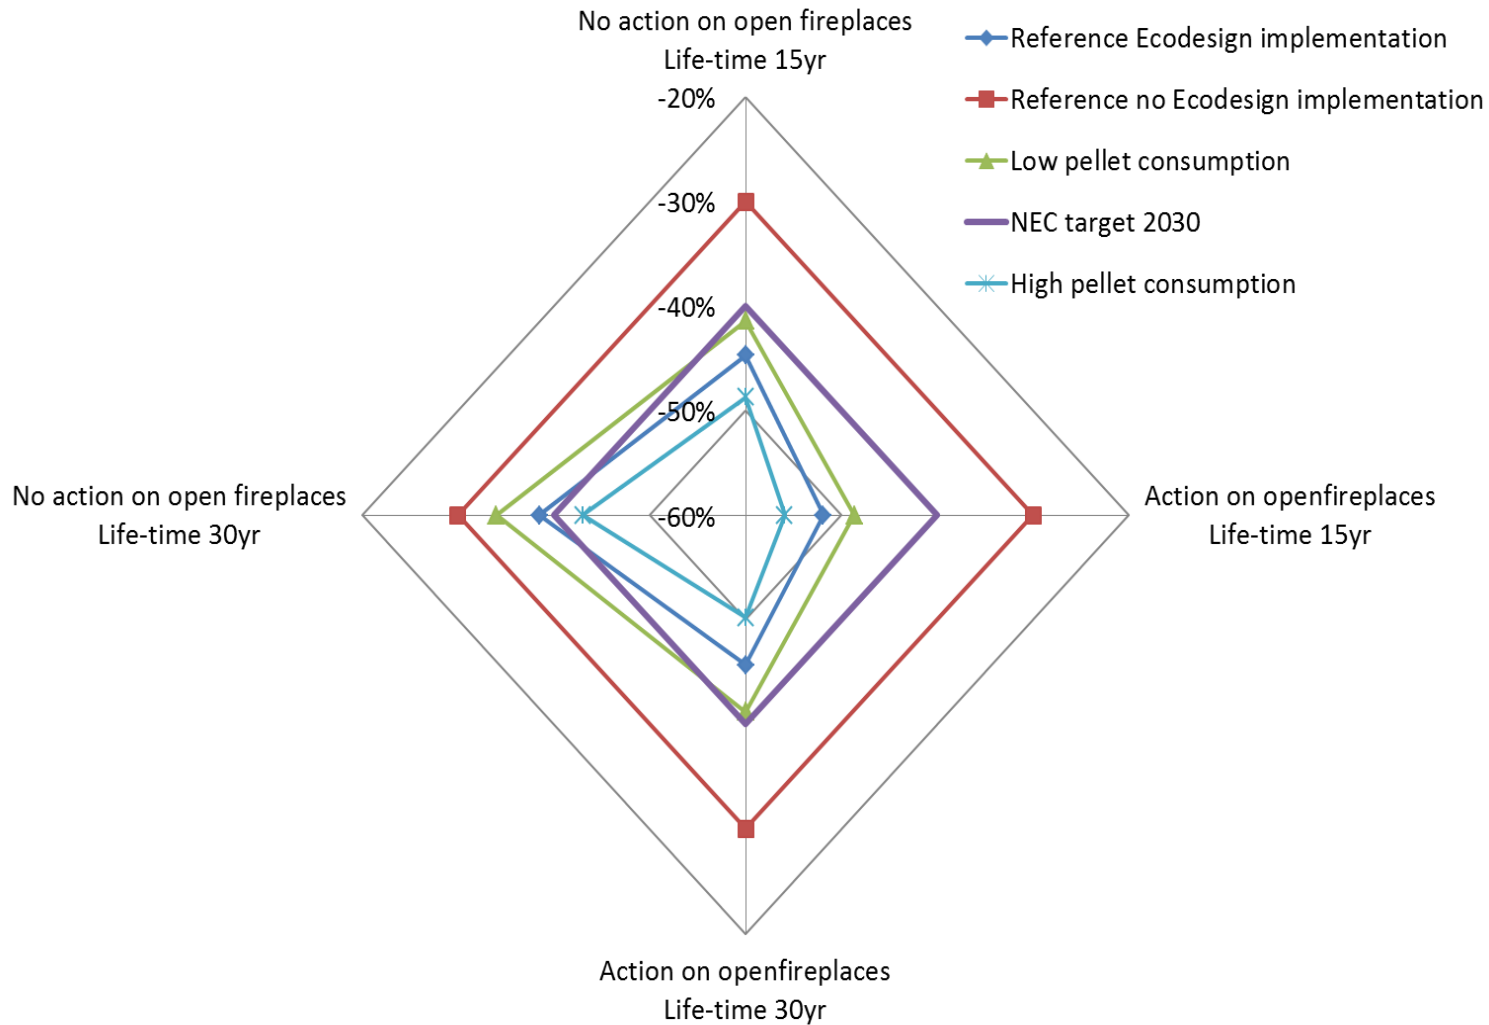 No action on open fireplaces
Life-time 15yr
Reference Ecodesign implementation
Reference no Ecodesign implementation
Low pellet consumption
NEC target 2030
High pellet consumption
-20%
-30%
-40%
-50%
-60%
No action on open fireplaces
Life-time 30yr
Action on openfireplaces
Life-time 15yr
Action on openfireplaces
Life-time 30yr